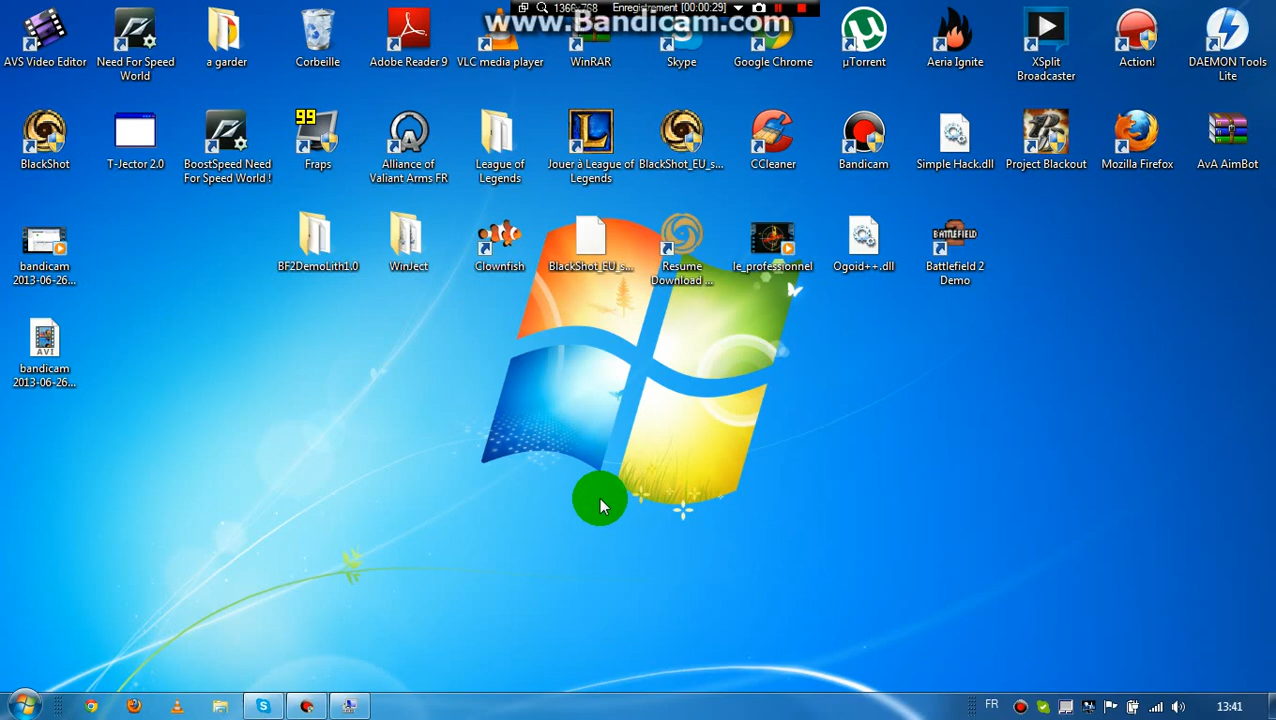 1366x768 Enregistrement [00:00:29]
www.Bandicam.com
AVS Video Editor
Need For Speed World
a garder
Corbeille
Adobe Reader 9
VLC media player
WinRAR
Skype
Google Chrome
µTorrent
Aeria Ignite
XSplit Broadcaster
Action!
DAEMON Tools Lite
BlackShot
T-Jector 2.0
BoostSpeed Need For Speed World !
99
Fraps
Alliance of Valiant Arms FR
League of Legends
Jouer à League of Legends
BlackShot_EU_s...
CCleaner
Bandicam
Simple Hack.dll
Project Blackout
Mozilla Firefox
AvA AimBot
bandicam 2013-06-26...
BF2DemoLith1.0
WinJect
Clownfish
BlackShot_EU_s...
Resume Download ...
le_professionnel
Ogoid++.dll
BATTLEFIELD 2
Battlefield 2 Demo
AVI
bandicam 2013-06-26...
FR
13:41